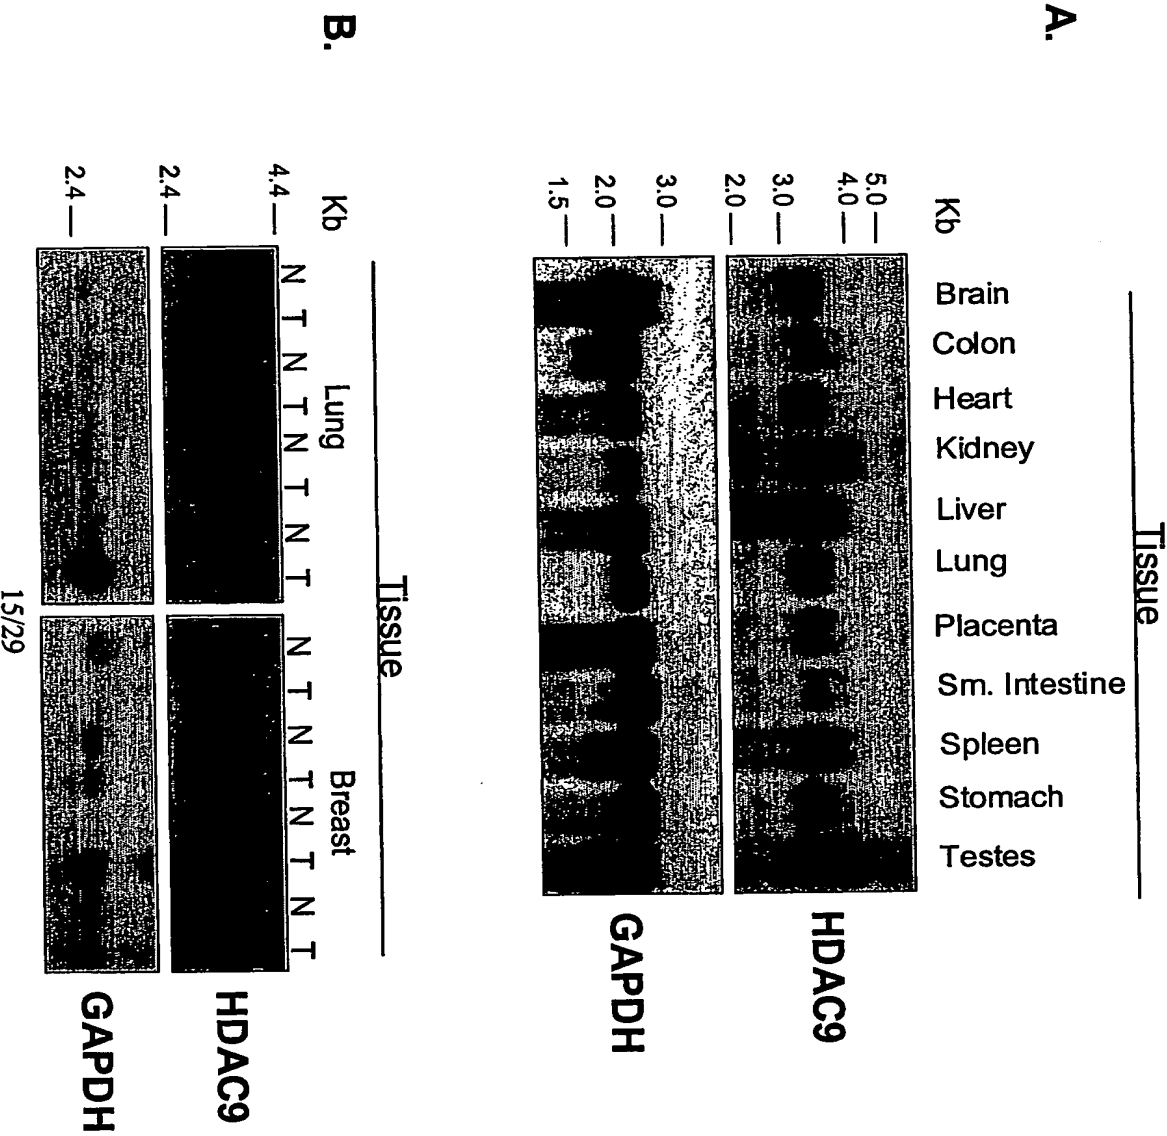 A.
Tissue
Kb
Brain
Colon
Heart
Kidney
Liver
Lung
Placenta
Sm. Intestine
Spleen
Stomach
Testes
5.0
4.0
3.0
2.0
HDAC9
3.0
2.0
1.5
GAPDH
B.
Tissue
Kb
Lung
Breast
N T N T N T N T
N T N T N T N T
4.4
2.4
HDAC9
2.4
GAPDH
15/29